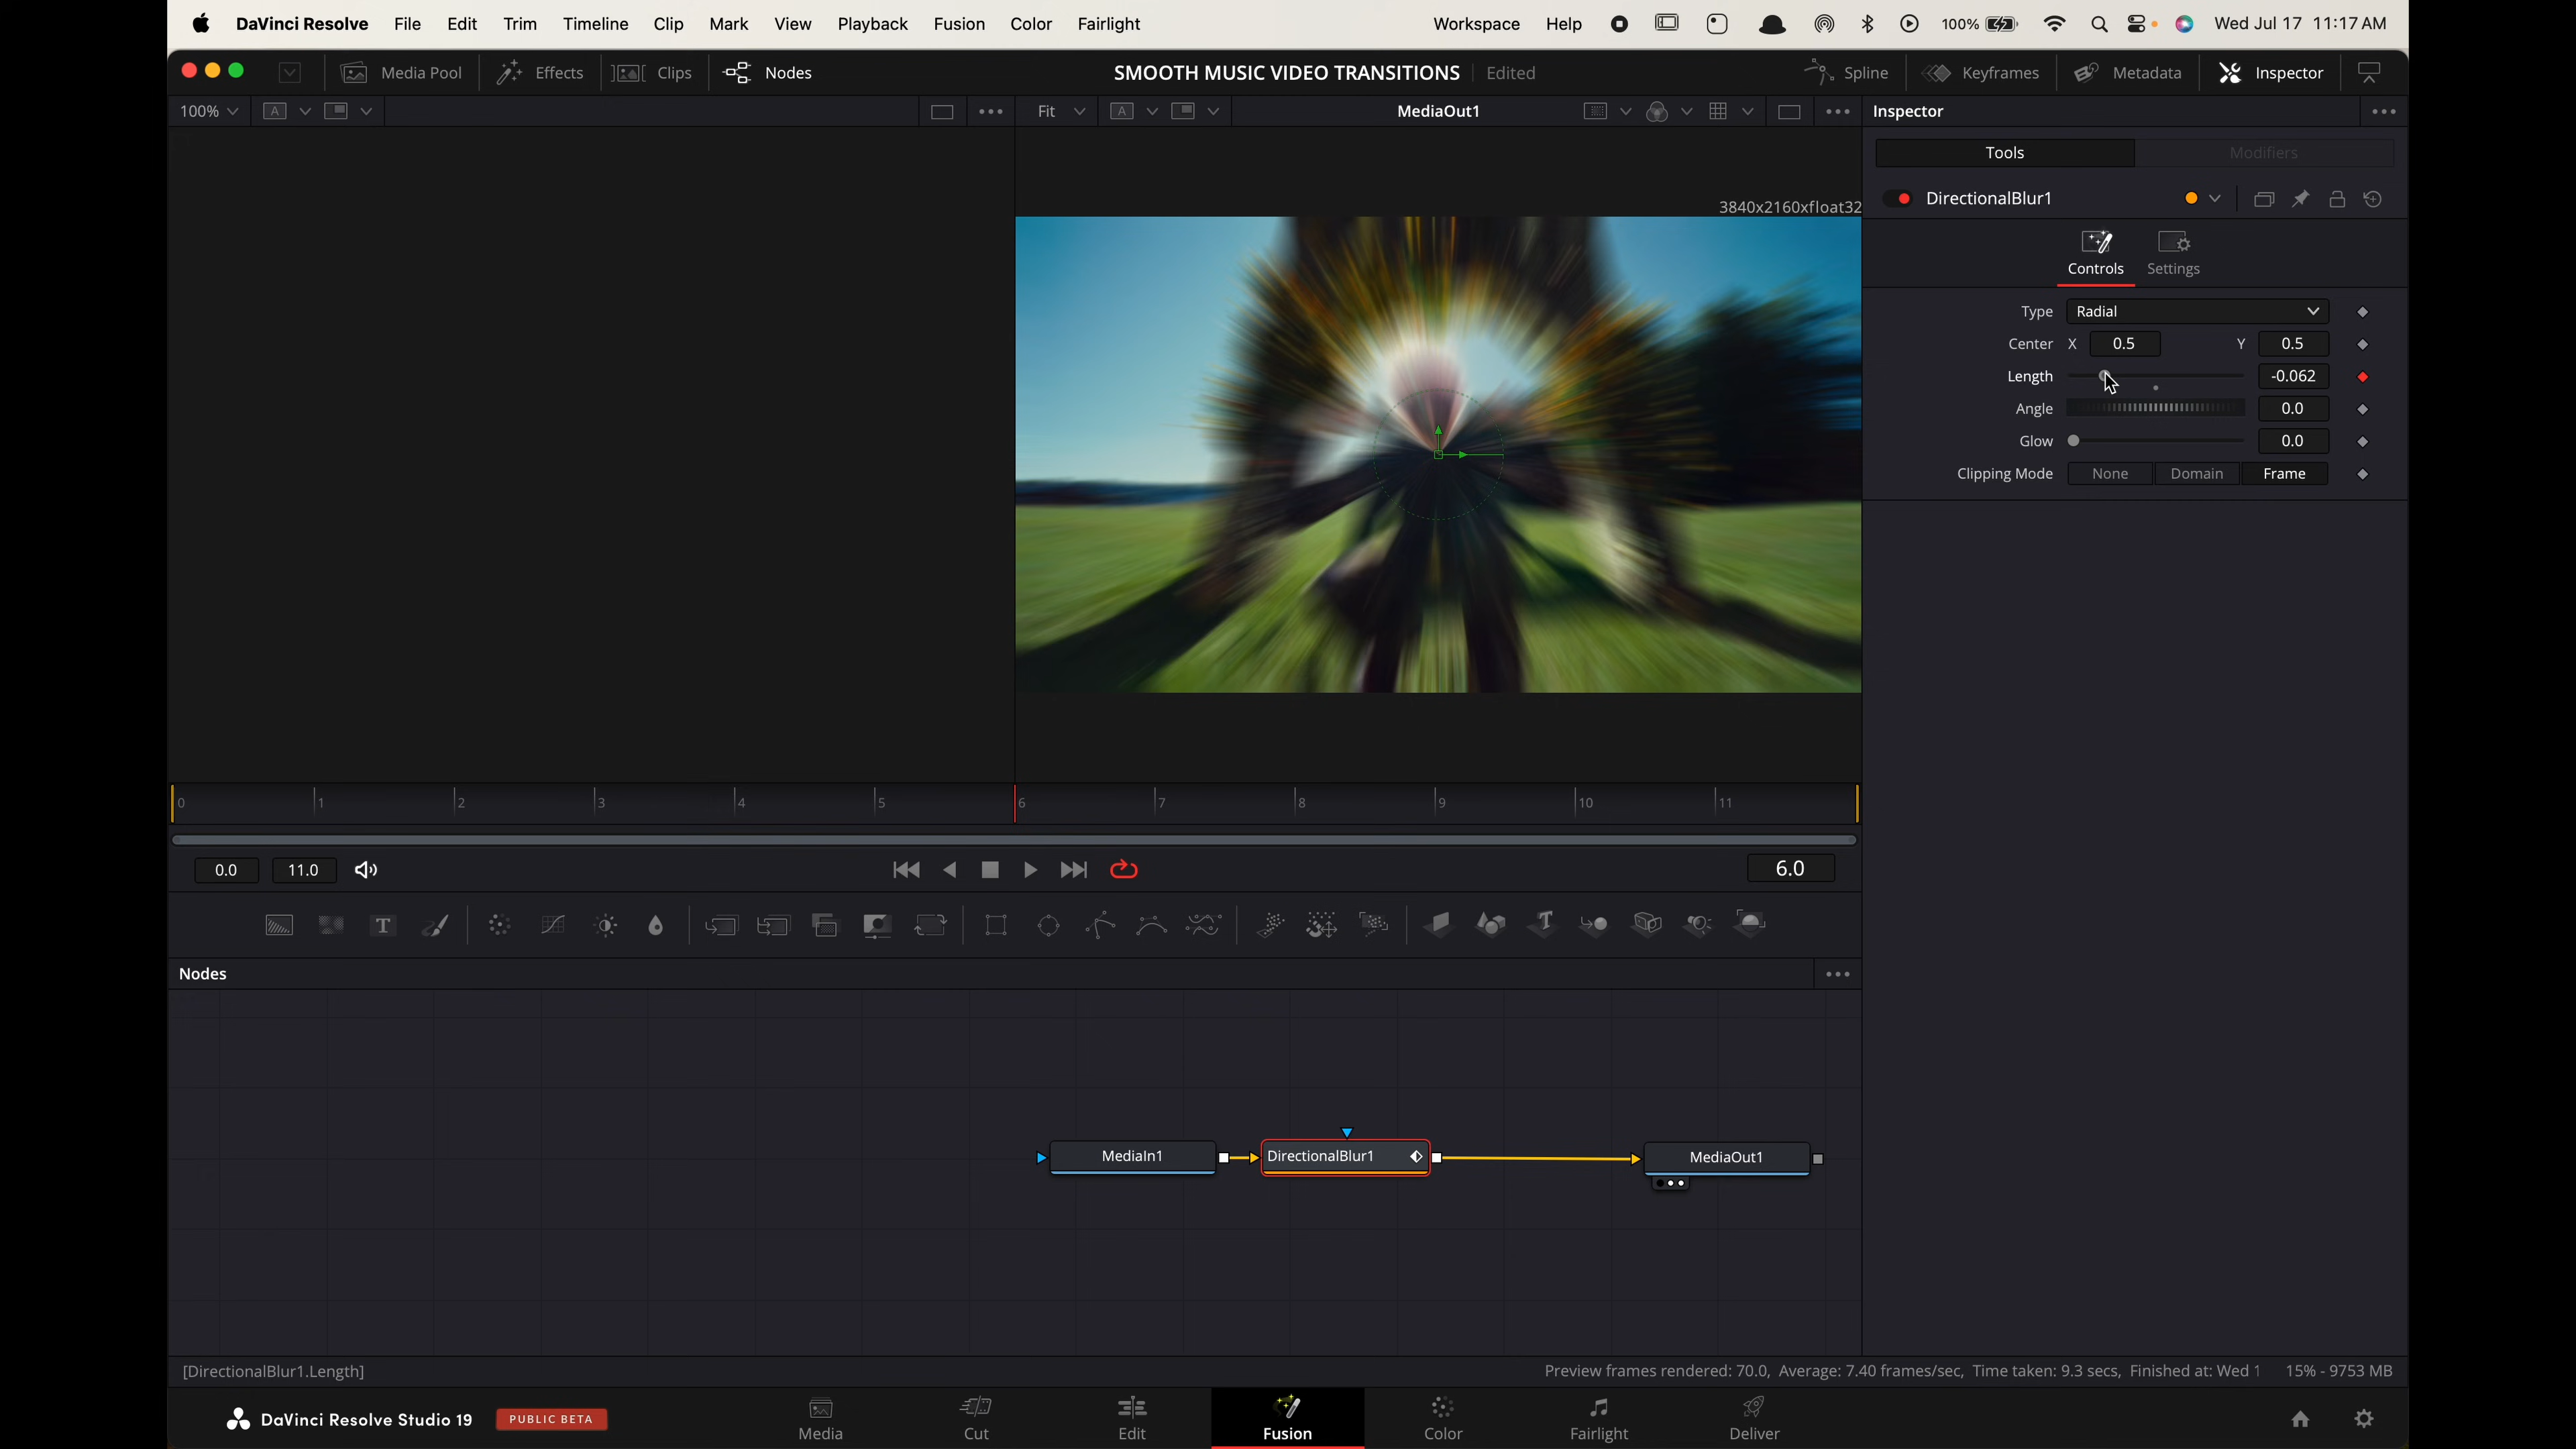 DaVinci Resolve File Edit Trim Timeline Clip Mark View Playback Fusion Color Fairlight Workspace Help 100% Wed Jul 17 11:17 AM
Media Pool Effects Clips Nodes SMOOTH MUSIC VIDEO TRANSITIONS Edited Spline Keyframes Metadata Inspector
100% A Fit A MediaOut1 Inspector
Tools Modifiers
DirectionalBlur1
3840x2160xfloat32
Controls Settings
Type Radial
Center X 0.5 Y 0.5
Length -0.062
Angle 0.0
Glow 0.0
Clipping Mode None Domain Frame
0 1 2 3 4 5 6 7 8 9 10 11
0.0 11.0 6.0
T T
Nodes
MediaIn1 DirectionalBlur1 MediaOut1
[DirectionalBlur1.Length] Preview frames rendered: 70.0, Average: 7.40 frames/sec, Time taken: 9.3 secs, Finished at: Wed 1 15% - 9753 MB
DaVinci Resolve Studio 19 PUBLIC BETA Media Cut Edit Fusion Color Fairlight Deliver